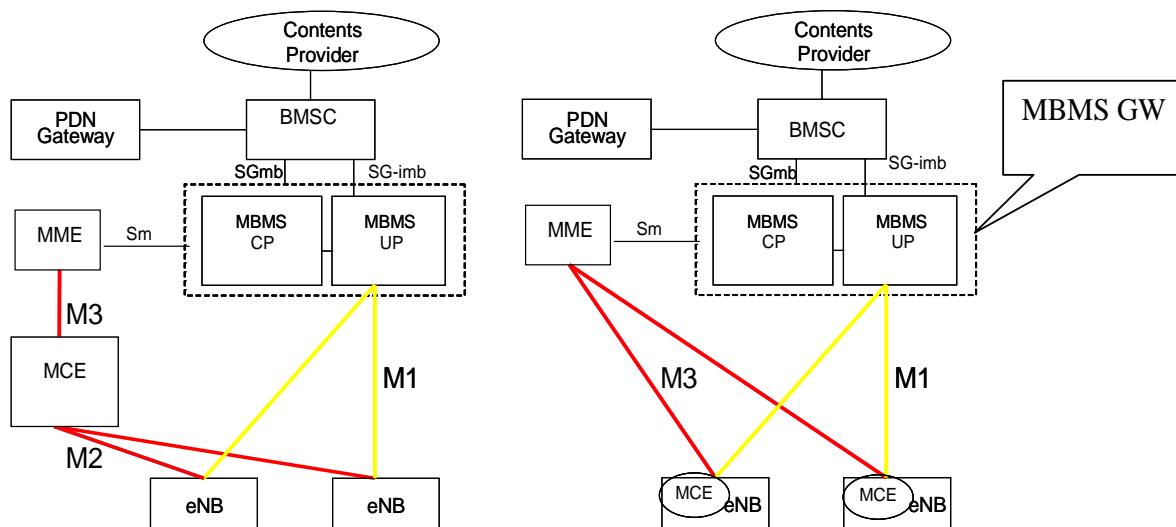 Contents
Provider
PDN
Gateway
BMSC
SGmb
SG-imb
MME
Sm
MBMS
CP
MBMS
UP
M3
MCE
M1
M2
eNB
eNB
Contents
Provider
PDN
Gateway
BMSC
MBMS GW
SGmb
SG-imb
MME
Sm
MBMS
CP
MBMS
UP
M3
M1
MCE
eNB
MCE
eNB